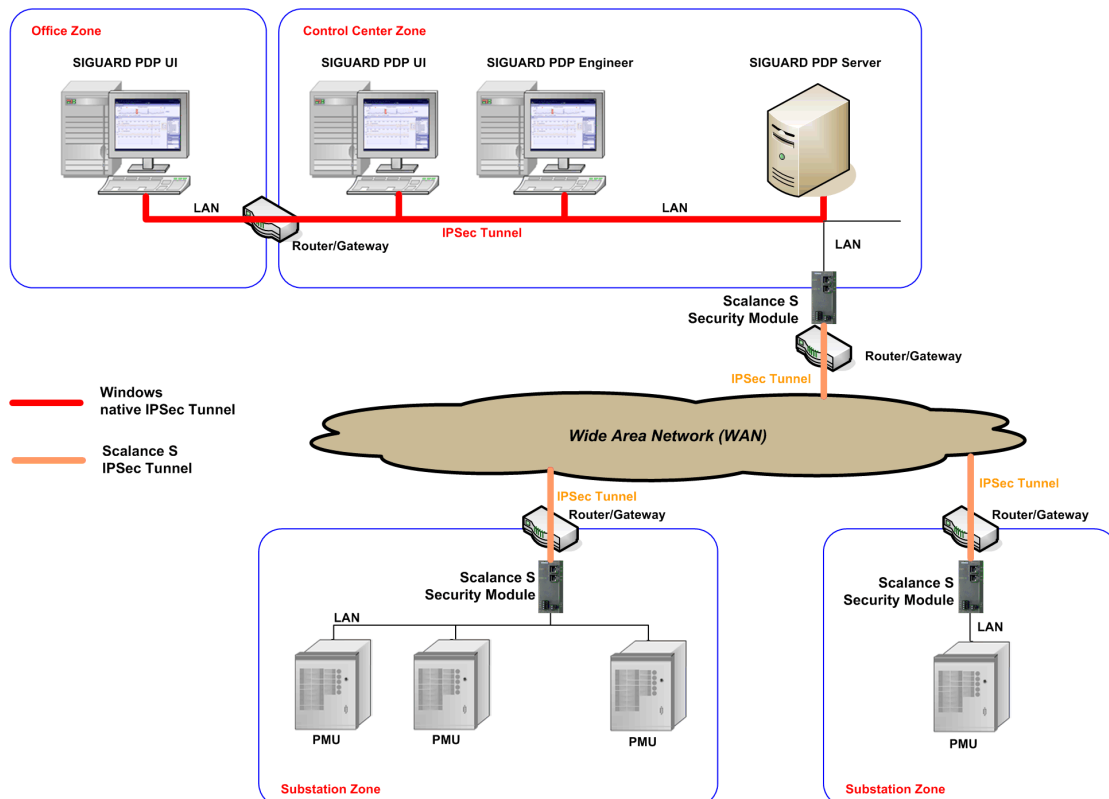 Office Zone
SIGUARD PDP UI
LAN
Control Center Zone
SIGUARD PDP UI
SIGUARD PDP Engineer
SIGUARD PDP Server
LAN
IPSec Tunnel
Router/Gateway
LAN
Scalance S
Security Module
Router/Gateway
IPSec Tunnel
Windows
native IPSec Tunnel
Scalance S
IPSec Tunnel
Wide Area Network (WAN)
IPSec Tunnel
Router/Gateway
Scalance S
Security Module
LAN
PMU
PMU
PMU
Substation Zone
IPSec Tunnel
Router/Gateway
Scalance S
Security Module
LAN
PMU
Substation Zone